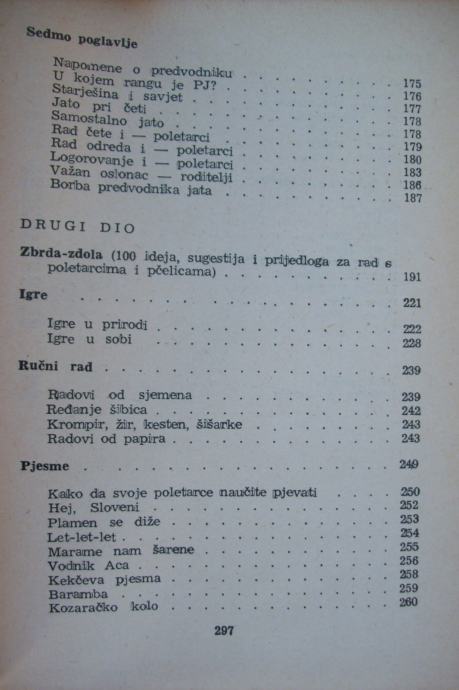 Sedmo poglavlje
Napomene o predvodniku . . . . . . . . 175
U kojem rangu je PJ? . . . . . . . . 176
Starješina i savjet . . . . . . . . . 177
Jato pri četi . . . . . . . . . . 178
Samostalno jato . . . . . . . . . . 178
Rad čete i — poletarci . . . . . . . . 179
Rad odreda i — poletarci . . . . . . . 180
Logorovanje i — poletarci . . . . . . . 183
Važan oslonac — roditelji . . . . . . . 186
Borba predvodnika jata . . . . . . . . 187
DRUGI DIO
Zbrda-zdola (100 ideja, sugestija i prijedloga za rad s
poletarcima i pčelicama) . . . . . . . . 191
Igre . . . . . . . . . . . . . 221
Igre u prirodi . . . . . . . . . . 222
Igre u sobi . . . . . . . . . . . 228
Ručni rad . . . . . . . . . . . . 239
Radovi od sjemena . . . . . . . . . 239
Ređanje šibica . . . . . . . . . . 242
Krompir, žir, kesten, šišarke . . . . . . 243
Radovi od papira . . . . . . . . . 243
Pjesme . . . . . . . . . . . . . 249
Kako da svoje poletarce naučite pjevati . . . . 250
Hej, Sloveni . . . . . . . . . . . 252
Plamen se diže . . . . . . . . . . 253
Let-let-let . . . . . . . . . . . 254
Marame nam šarene . . . . . . . . . 255
Vodnik Aca . . . . . . . . . . . 256
Kekčeva pjesma . . . . . . . . . . 258
Baramba . . . . . . . . . . . . 259
Kozaračko kolo . . . . . . . . . . 260
297